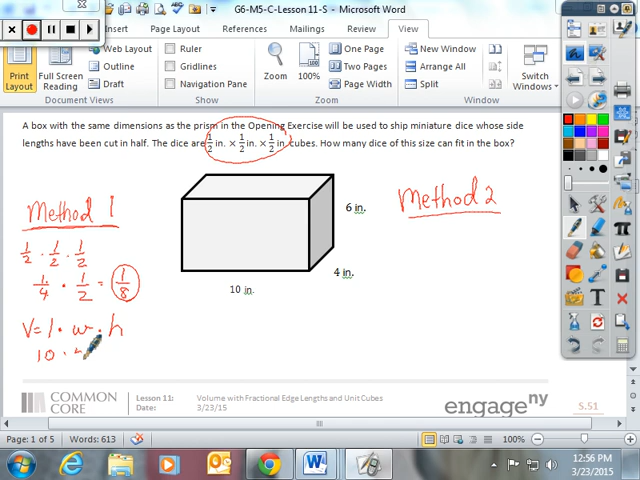 G6-M5-C-Lesson 11-S - Microsoft Word
Insert
Page Layout
References
Mailings
Review
View
Print Layout
Full Screen Reading
Web Layout
Outline
Draft
Document Views
Ruler
Gridlines
Navigation Pane
Show
Zoom
100%
One Page
Two Pages
Page Width
Zoom
New Window
Arrange All
Split
Window
Switch Windows
A box with the same dimensions as the prism in the Opening Exercise will be used to ship miniature dice whose side
lengths have been cut in half. The dice are 1/2 in. × 1/2 in. × 1/2 in. cubes. How many dice of this size can fit in the box?
Method 1
1/2 · 1/2 · 1/2
1/4 · 1/2 = 1/8
V = l · w · h
10 · 4
Method 2
6 in.
4 in.
10 in.
COMMON CORE
Lesson 11:
Date:
Volume with Fractional Edge Lengths and Unit Cubes
3/23/15
engage ny
S.51
Page: 1 of 5
Words: 613
100%
12:56 PM
3/23/2015